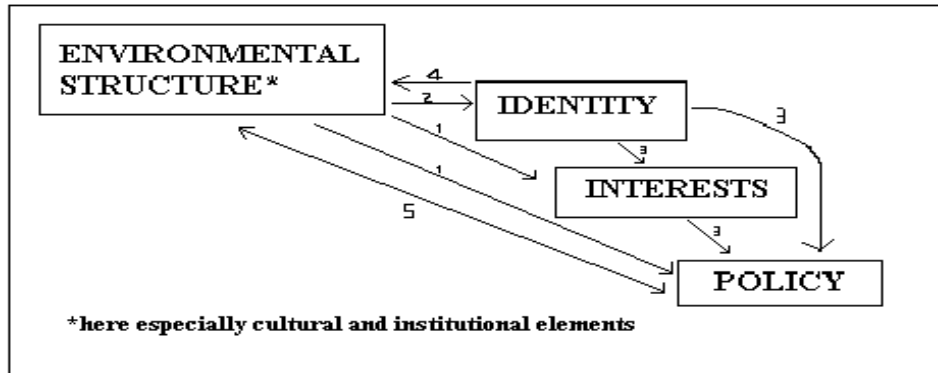 ENVIRONMENTAL
STRUCTURE*
4
2
IDENTITY
3
1
3
1
INTERESTS
5
3
POLICY
*here especially cultural and institutional elements